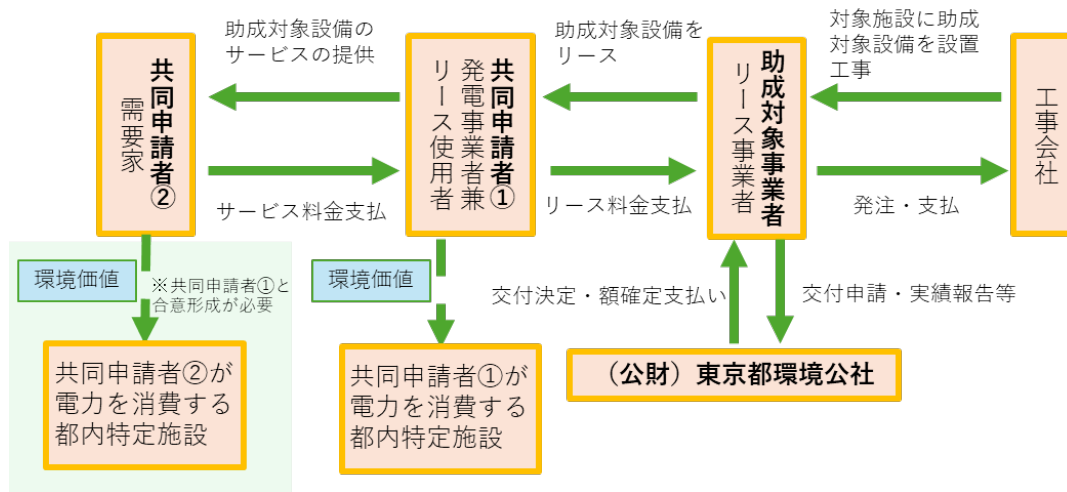 助成対象設備の
サービスの提供
助成対象設備を
リース
対象施設に助成
対象設備を設置
工事
共同申請者②
需要家
共同申請者①
発電事業者兼
リース使用者
助成対象事業者
リース事業者
工事会社
サービス料金支払
リース料金支払
発注・支払
環境価値
※共同申請者①と
合意形成が必要
環境価値
交付決定・額確定支払い
交付申請・実績報告等
共同申請者②が
電力を消費する
都内特定施設
共同申請者①が
電力を消費する
都内特定施設
（公財）東京都環境公社